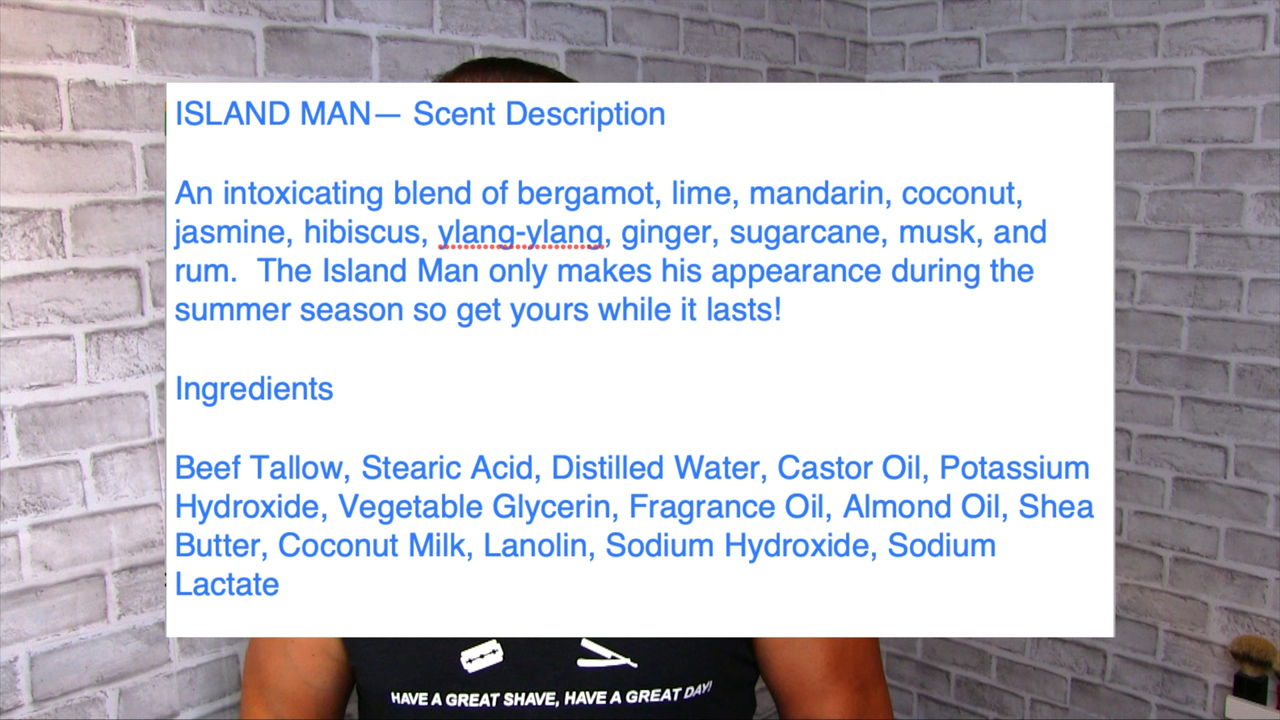 ISLAND MAN— Scent Description
An intoxicating blend of bergamot, lime, mandarin, coconut,
jasmine, hibiscus, ylang-ylang, ginger, sugarcane, musk, and
rum.  The Island Man only makes his appearance during the
summer season so get yours while it lasts!
Ingredients
Beef Tallow, Stearic Acid, Distilled Water, Castor Oil, Potassium
Hydroxide, Vegetable Glycerin, Fragrance Oil, Almond Oil, Shea
Butter, Coconut Milk, Lanolin, Sodium Hydroxide, Sodium
Lactate
HAVE A GREAT SHAVE, HAVE A GREAT DAY!